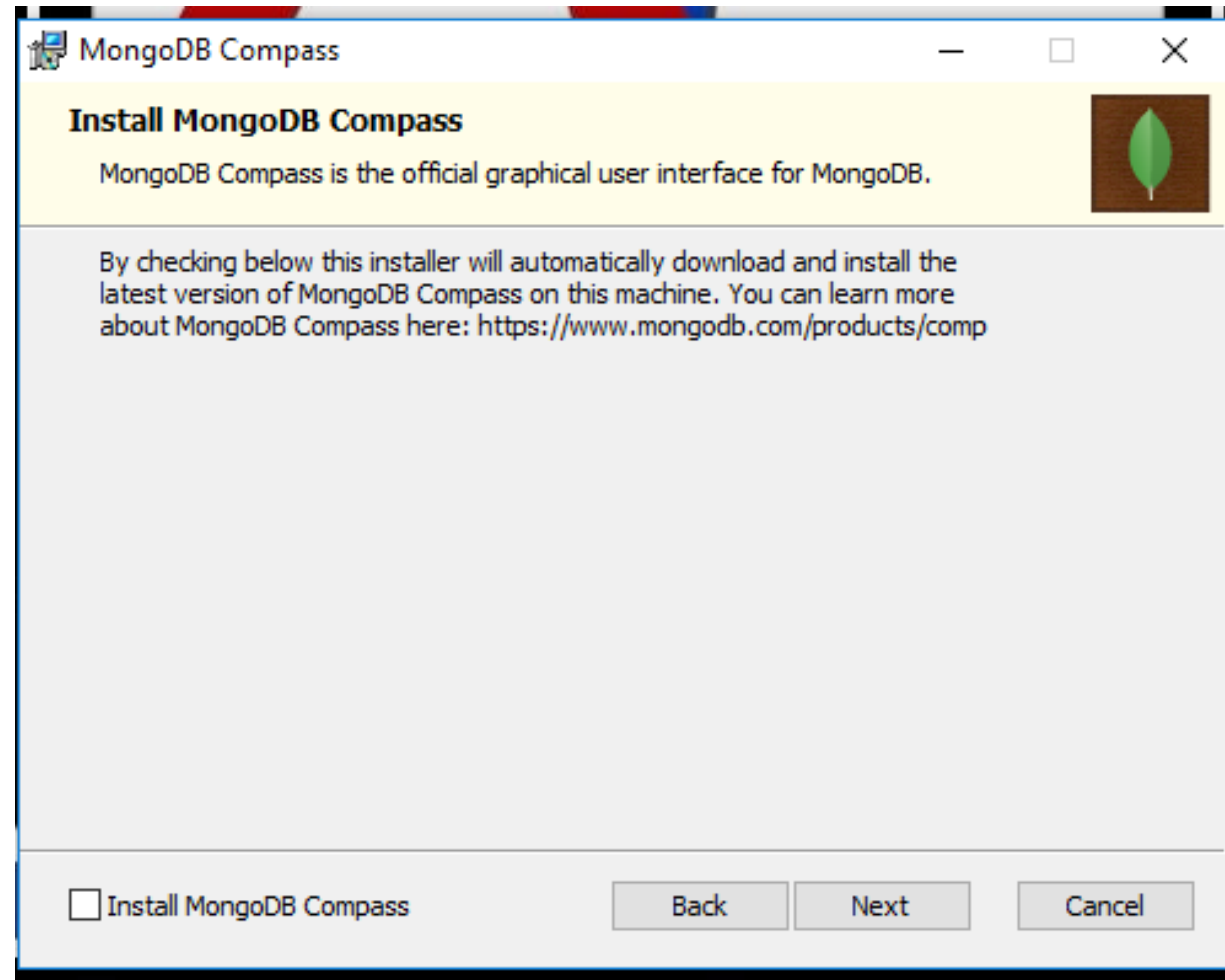 MongoDB Compass
Install MongoDB Compass
MongoDB Compass is the official graphical user interface for MongoDB.
By checking below this installer will automatically download and install the
latest version of MongoDB Compass on this machine. You can learn more
about MongoDB Compass here: https://www.mongodb.com/products/comp
Install MongoDB Compass
Back
Next
Cancel